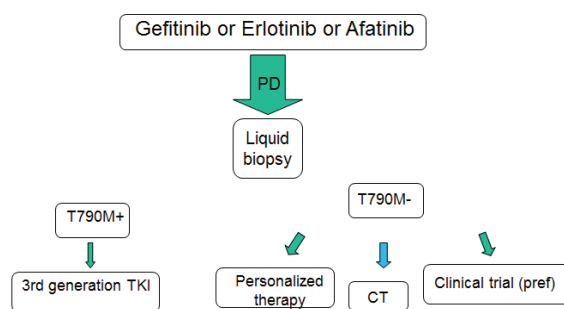 Gefitinib or Erlotinib or Afatinib
PD
Liquid
biopsy
T790M+
T790M-
3rd generation TKI
Personalized
therapy
CT
Clinical trial (pref)